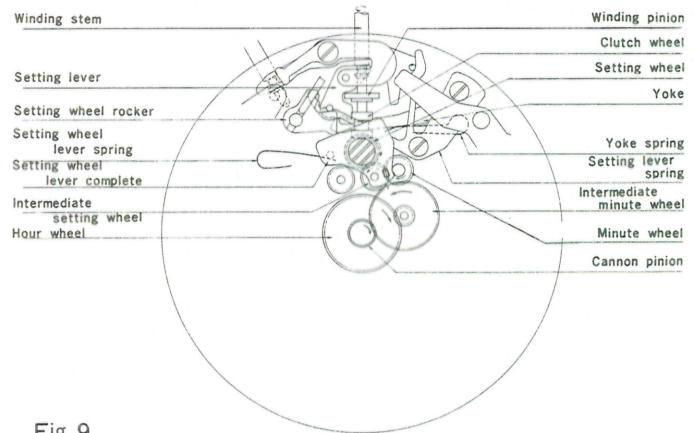 Winding stem
Setting lever
Setting wheel rocker
Setting wheel
lever spring
Setting wheel
lever complete
Intermediate
setting wheel
Hour wheel
Winding pinion
Clutch wheel
Setting wheel
Yoke
Yoke spring
Setting lever
spring
Intermediate
minute wheel
Minute wheel
Cannon pinion
Fig. 9